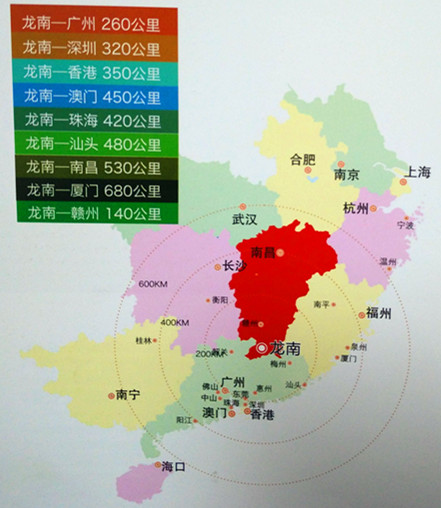 龙南—广州 260公里
龙南—深圳 320公里
龙南—香港 350公里
龙南—澳门 450公里
龙南—珠海 420公里
龙南—汕头 480公里
龙南—南昌 530公里
龙南—厦门 680公里
龙南—赣州 140公里
合肥
南京
上海
杭州
武汉
宁波
南昌
长沙
温州
600KM
衡阳
南平
福州
400KM
赣州
桂林
龙南
泉州
200KM
厦门
梅州
广州
汕头
佛山
惠州
南宁
中山
东莞
珠海
深圳
澳门
香港
阳江
海口